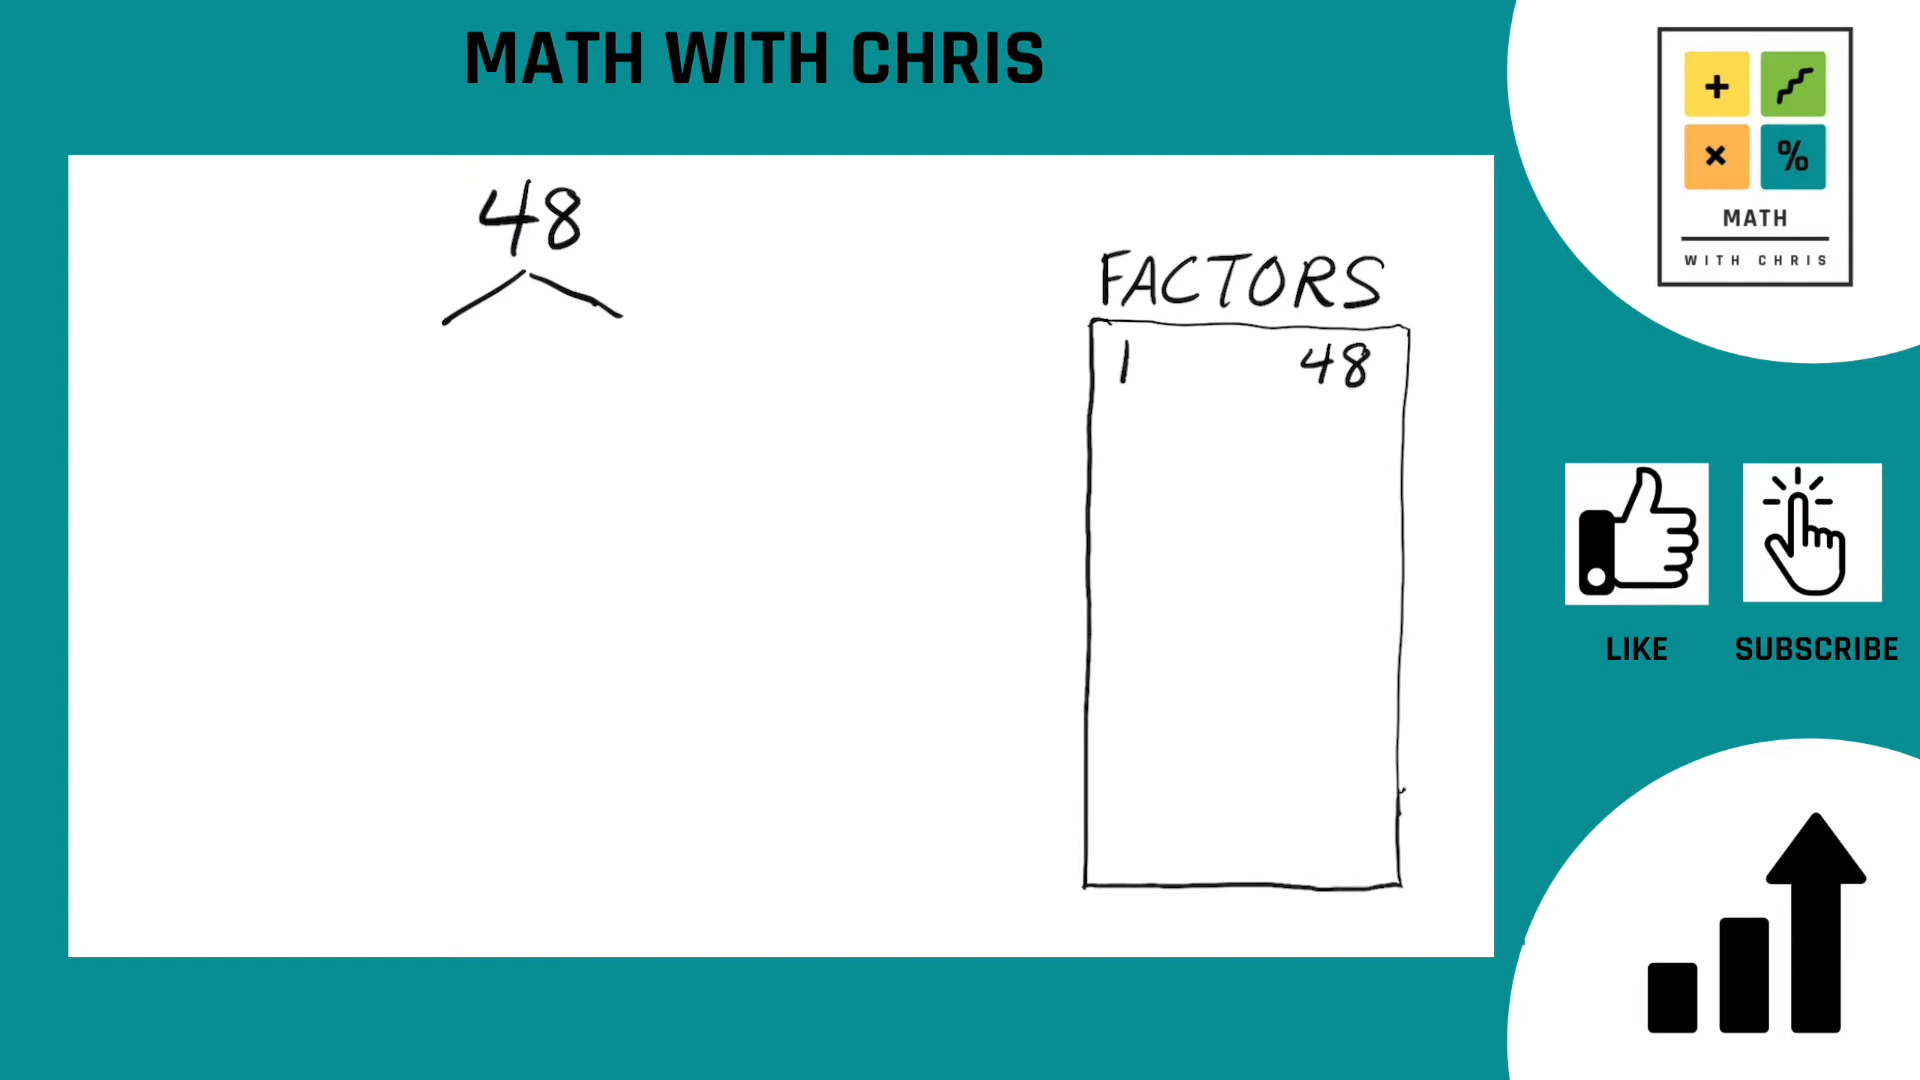 MATH WITH CHRIS
48
FACTORS
1 48
+
× %
MATH
WITH CHRIS
LIKE SUBSCRIBE